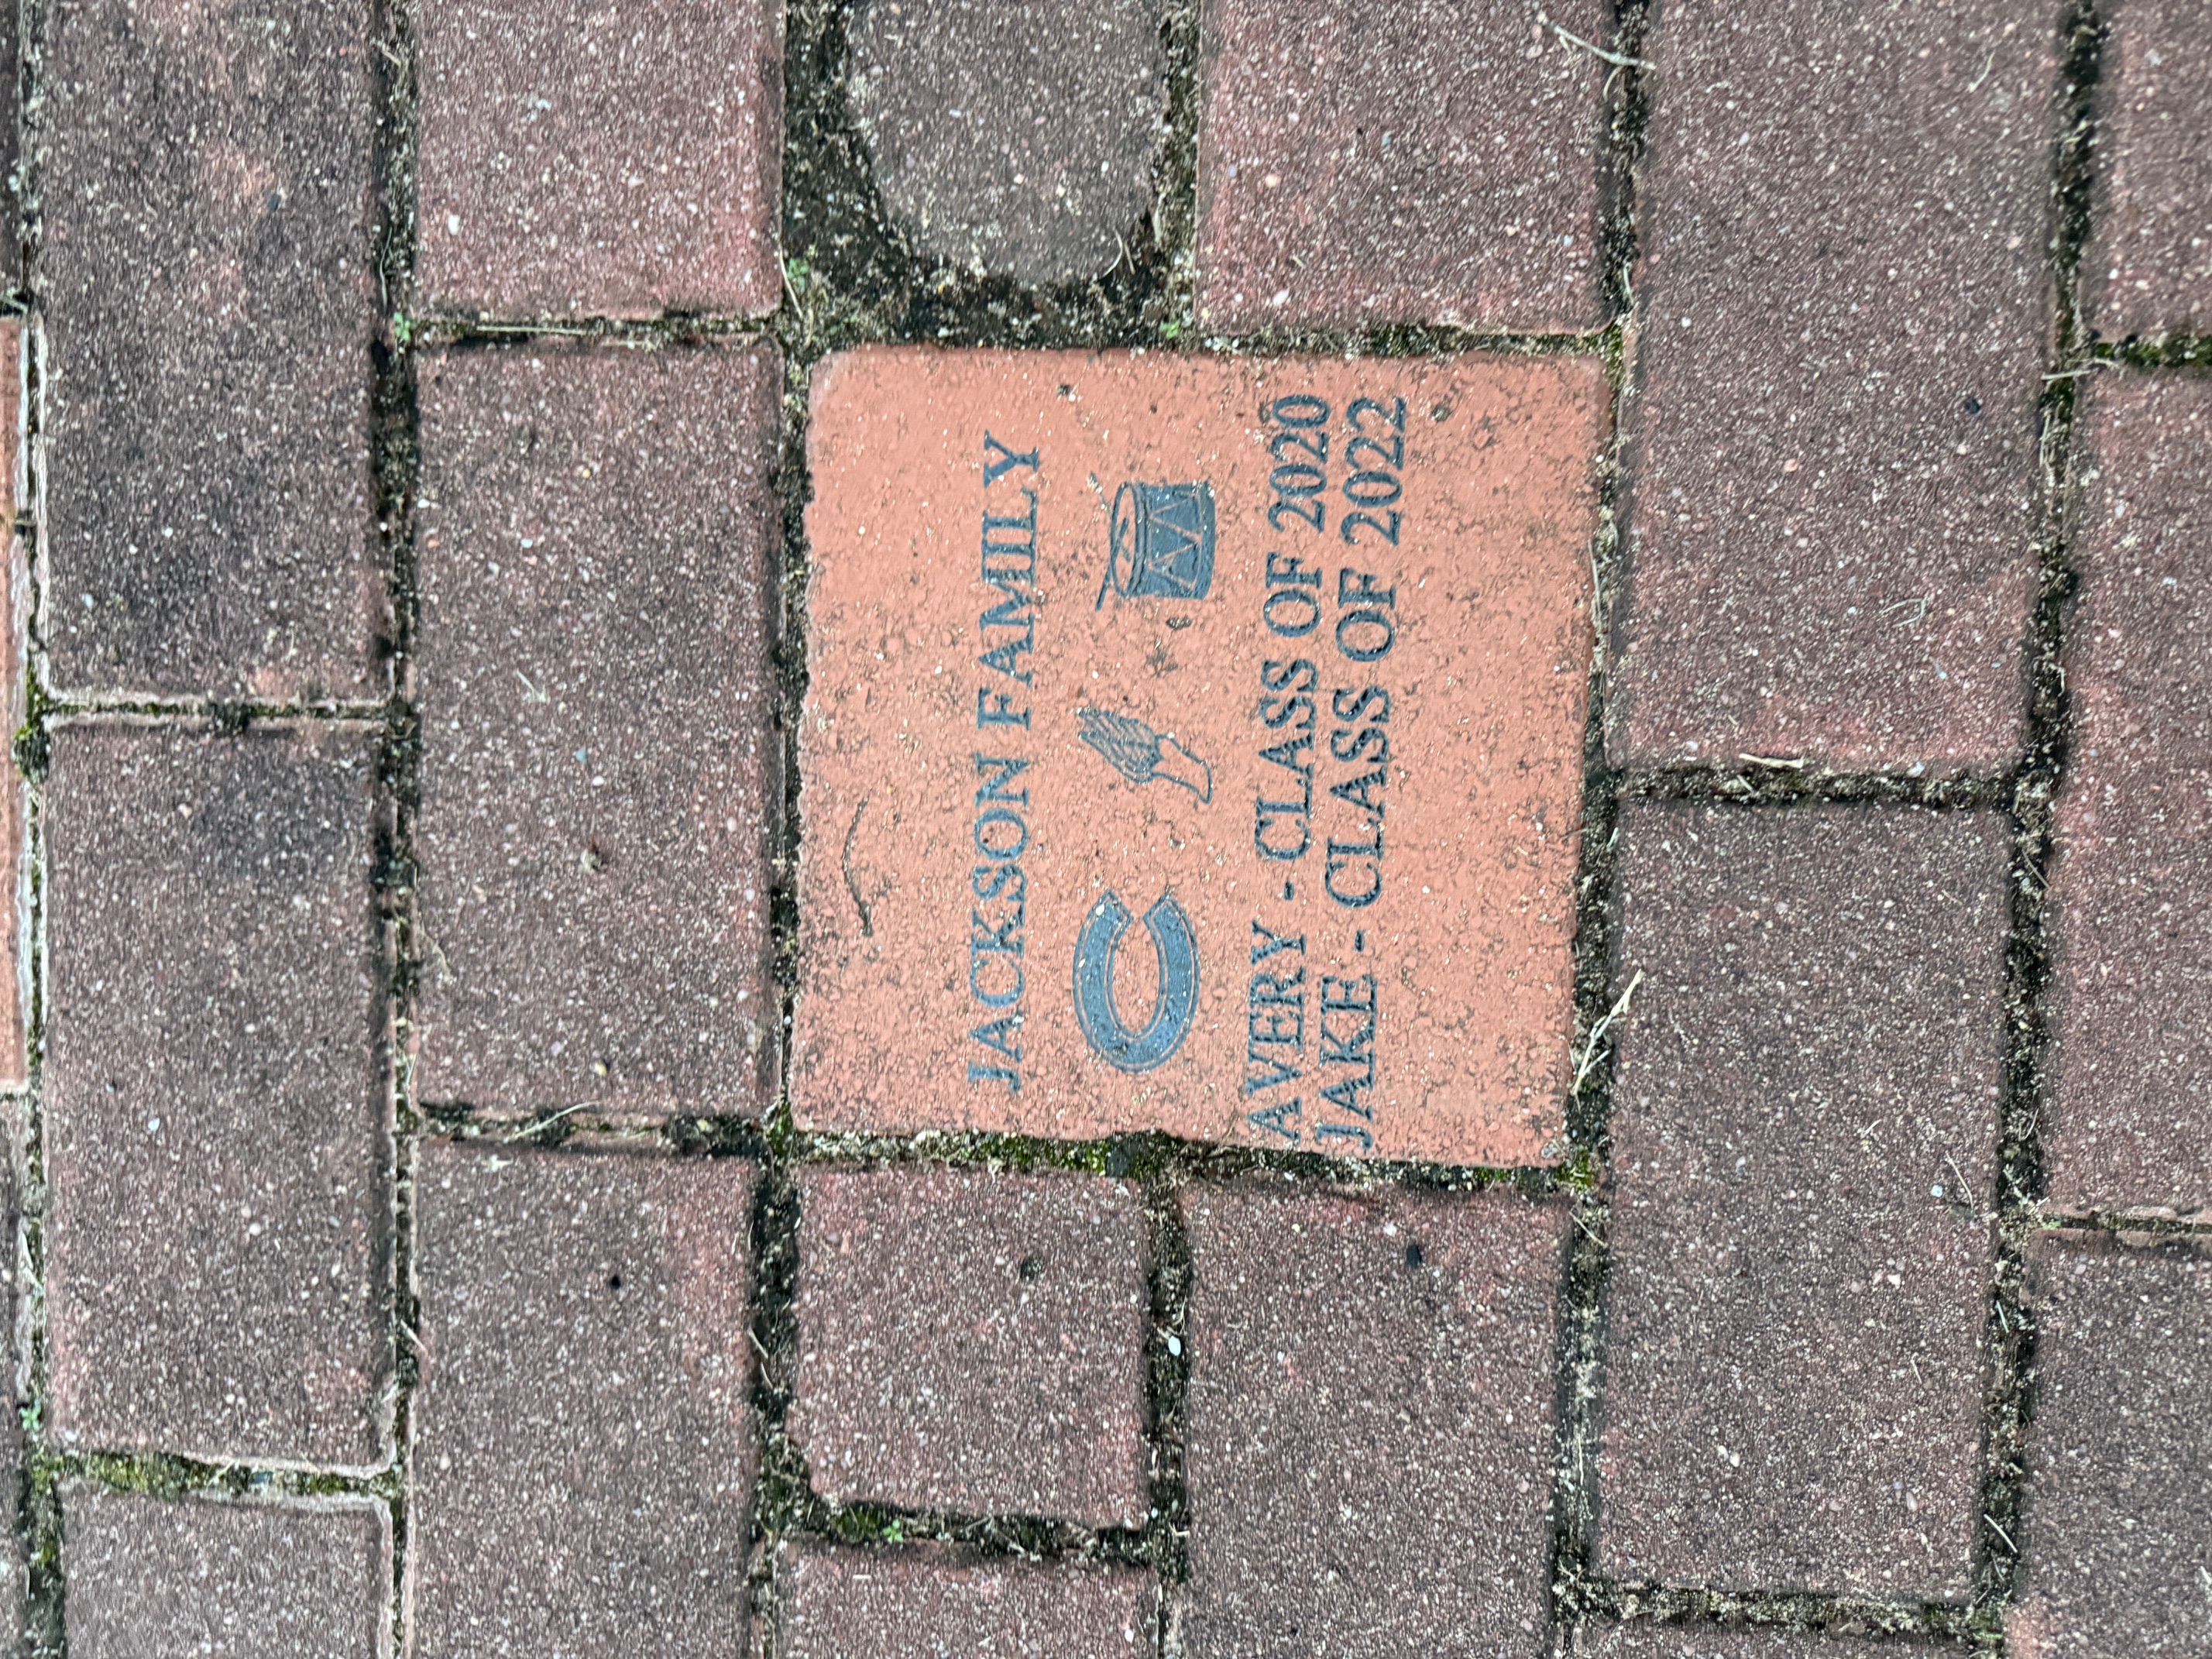 JACKSON FAMILY
C
AVERY - CLASS OF 2020
JAKE - CLASS OF 2022